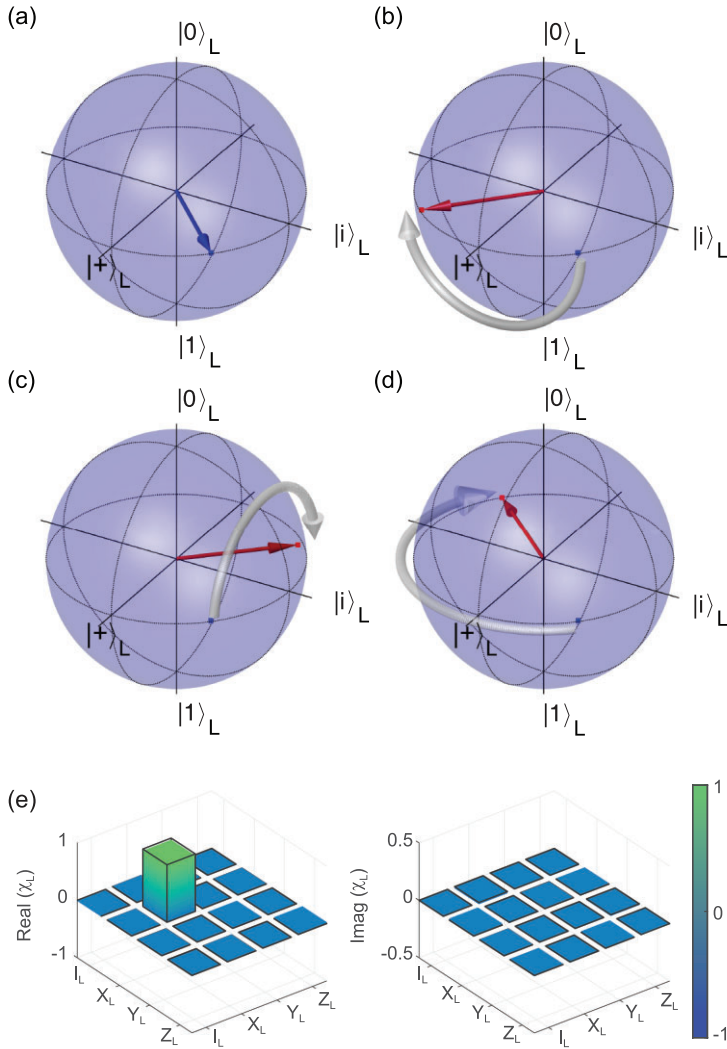 (a)
|0⟩L
|i⟩L
|+⟩L
|1⟩L
(b)
|0⟩L
|i⟩L
|+⟩L
|1⟩L
(c)
|0⟩L
|i⟩L
|+⟩L
|1⟩L
(d)
|0⟩L
|i⟩L
|+⟩L
|1⟩L
(e)
Real (χL)
1
0
-1
IL
XL
YL
ZL
IL
XL
YL
ZL
Imag (χL)
0.5
0
-0.5
IL
XL
YL
ZL
IL
XL
YL
ZL
1
0
-1